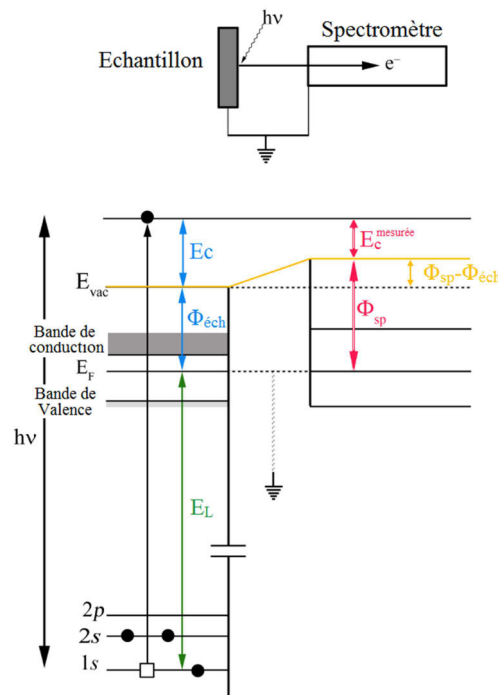 hν
Spectromètre
Echantillon
e⁻
Ec
E_c^mesurée
E_vac
Φ_sp-Φ_éch
Φ_éch
Φ_sp
Bande de
conduction
E_F
Bande de
Valence
hν
E_L
2p
2s
1s